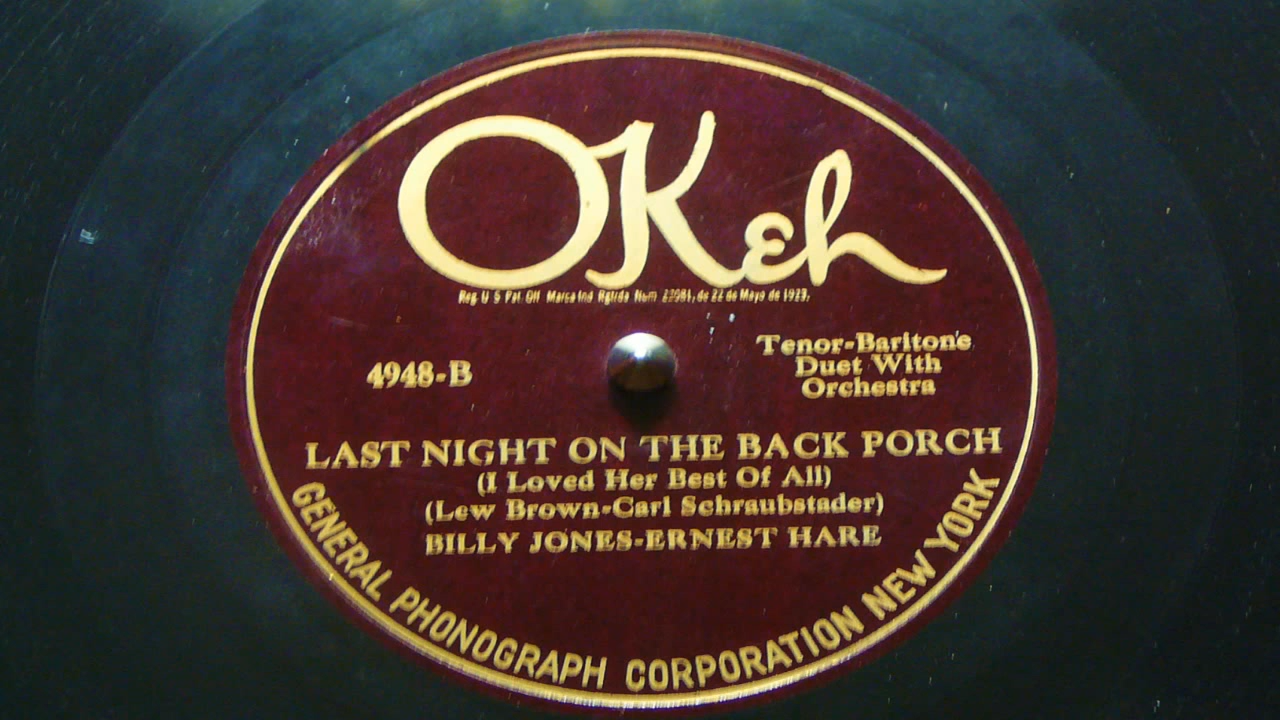 OKeh
Reg. U S Pat. Off. Marca Ind. Rgtrda. Num. 22081, de 22 de Mayo de 1923.
4948-B
Tenor-Baritone
Duet With
Orchestra
LAST NIGHT ON THE BACK PORCH
(I Loved Her Best Of All)
(Lew Brown-Carl Schraubstader)
BILLY JONES-ERNEST HARE
GENERAL PHONOGRAPH CORPORATION NEW YORK